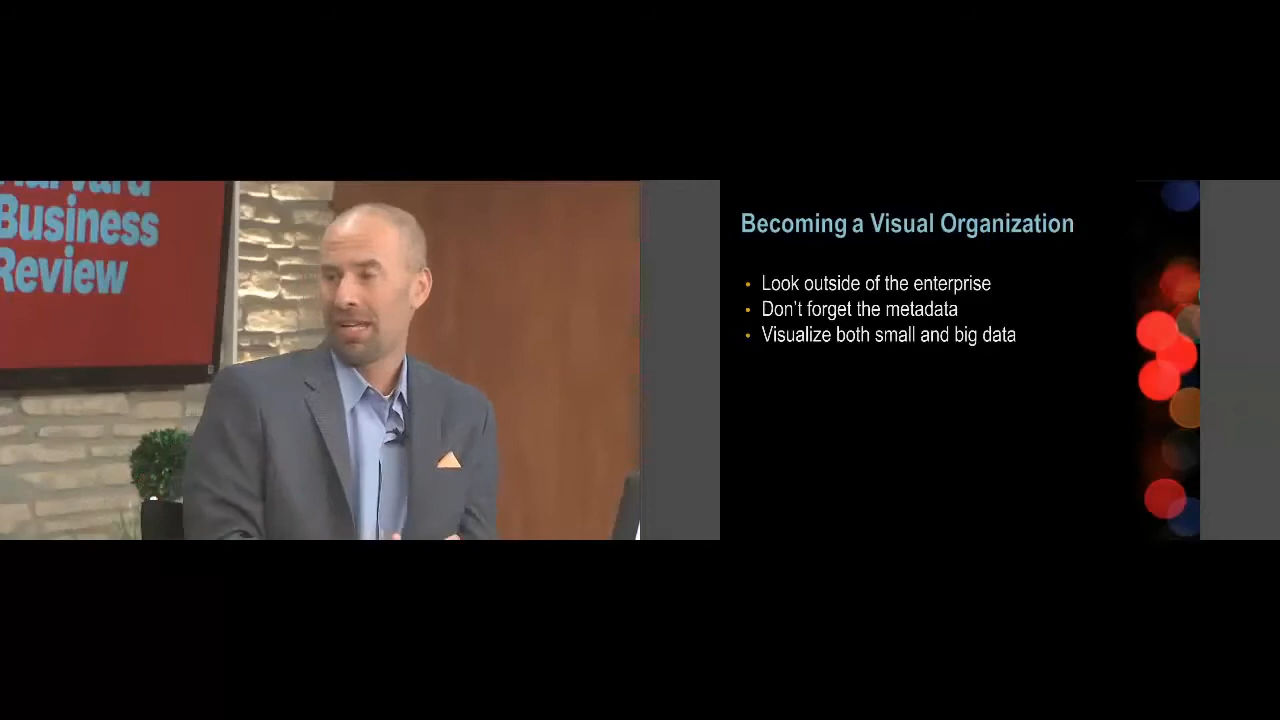 Harvard
Business
Review
Becoming a Visual Organization
• Look outside of the enterprise
• Don't forget the metadata
• Visualize both small and big data